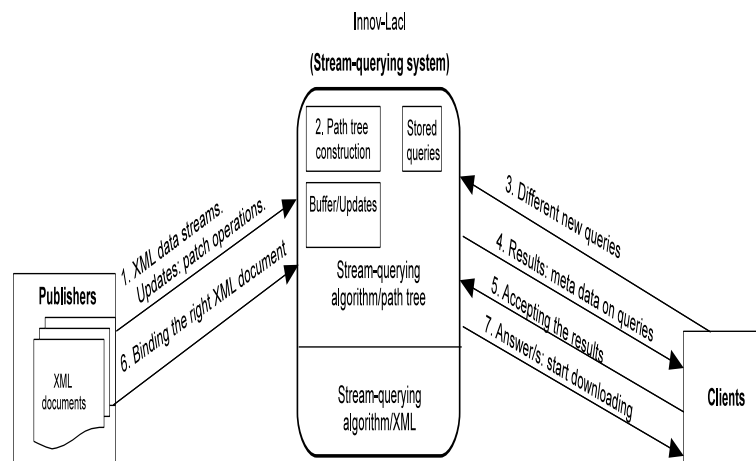 Innov-Lacl
(Stream-querying system)
2, Path tree
construction
Stored
queries
Buffer/Updates
Stream-querying
algorithm/path tree
Stream-querying
algorithm/XML
1. XML data streams.
Updates: patch operations.
6. Binding the right XML document
Publishers
XML
documents
3. Different new queries
4. Results: meta data on queries
5. Accepting the results
7. Answer/s: start downloading
Clients